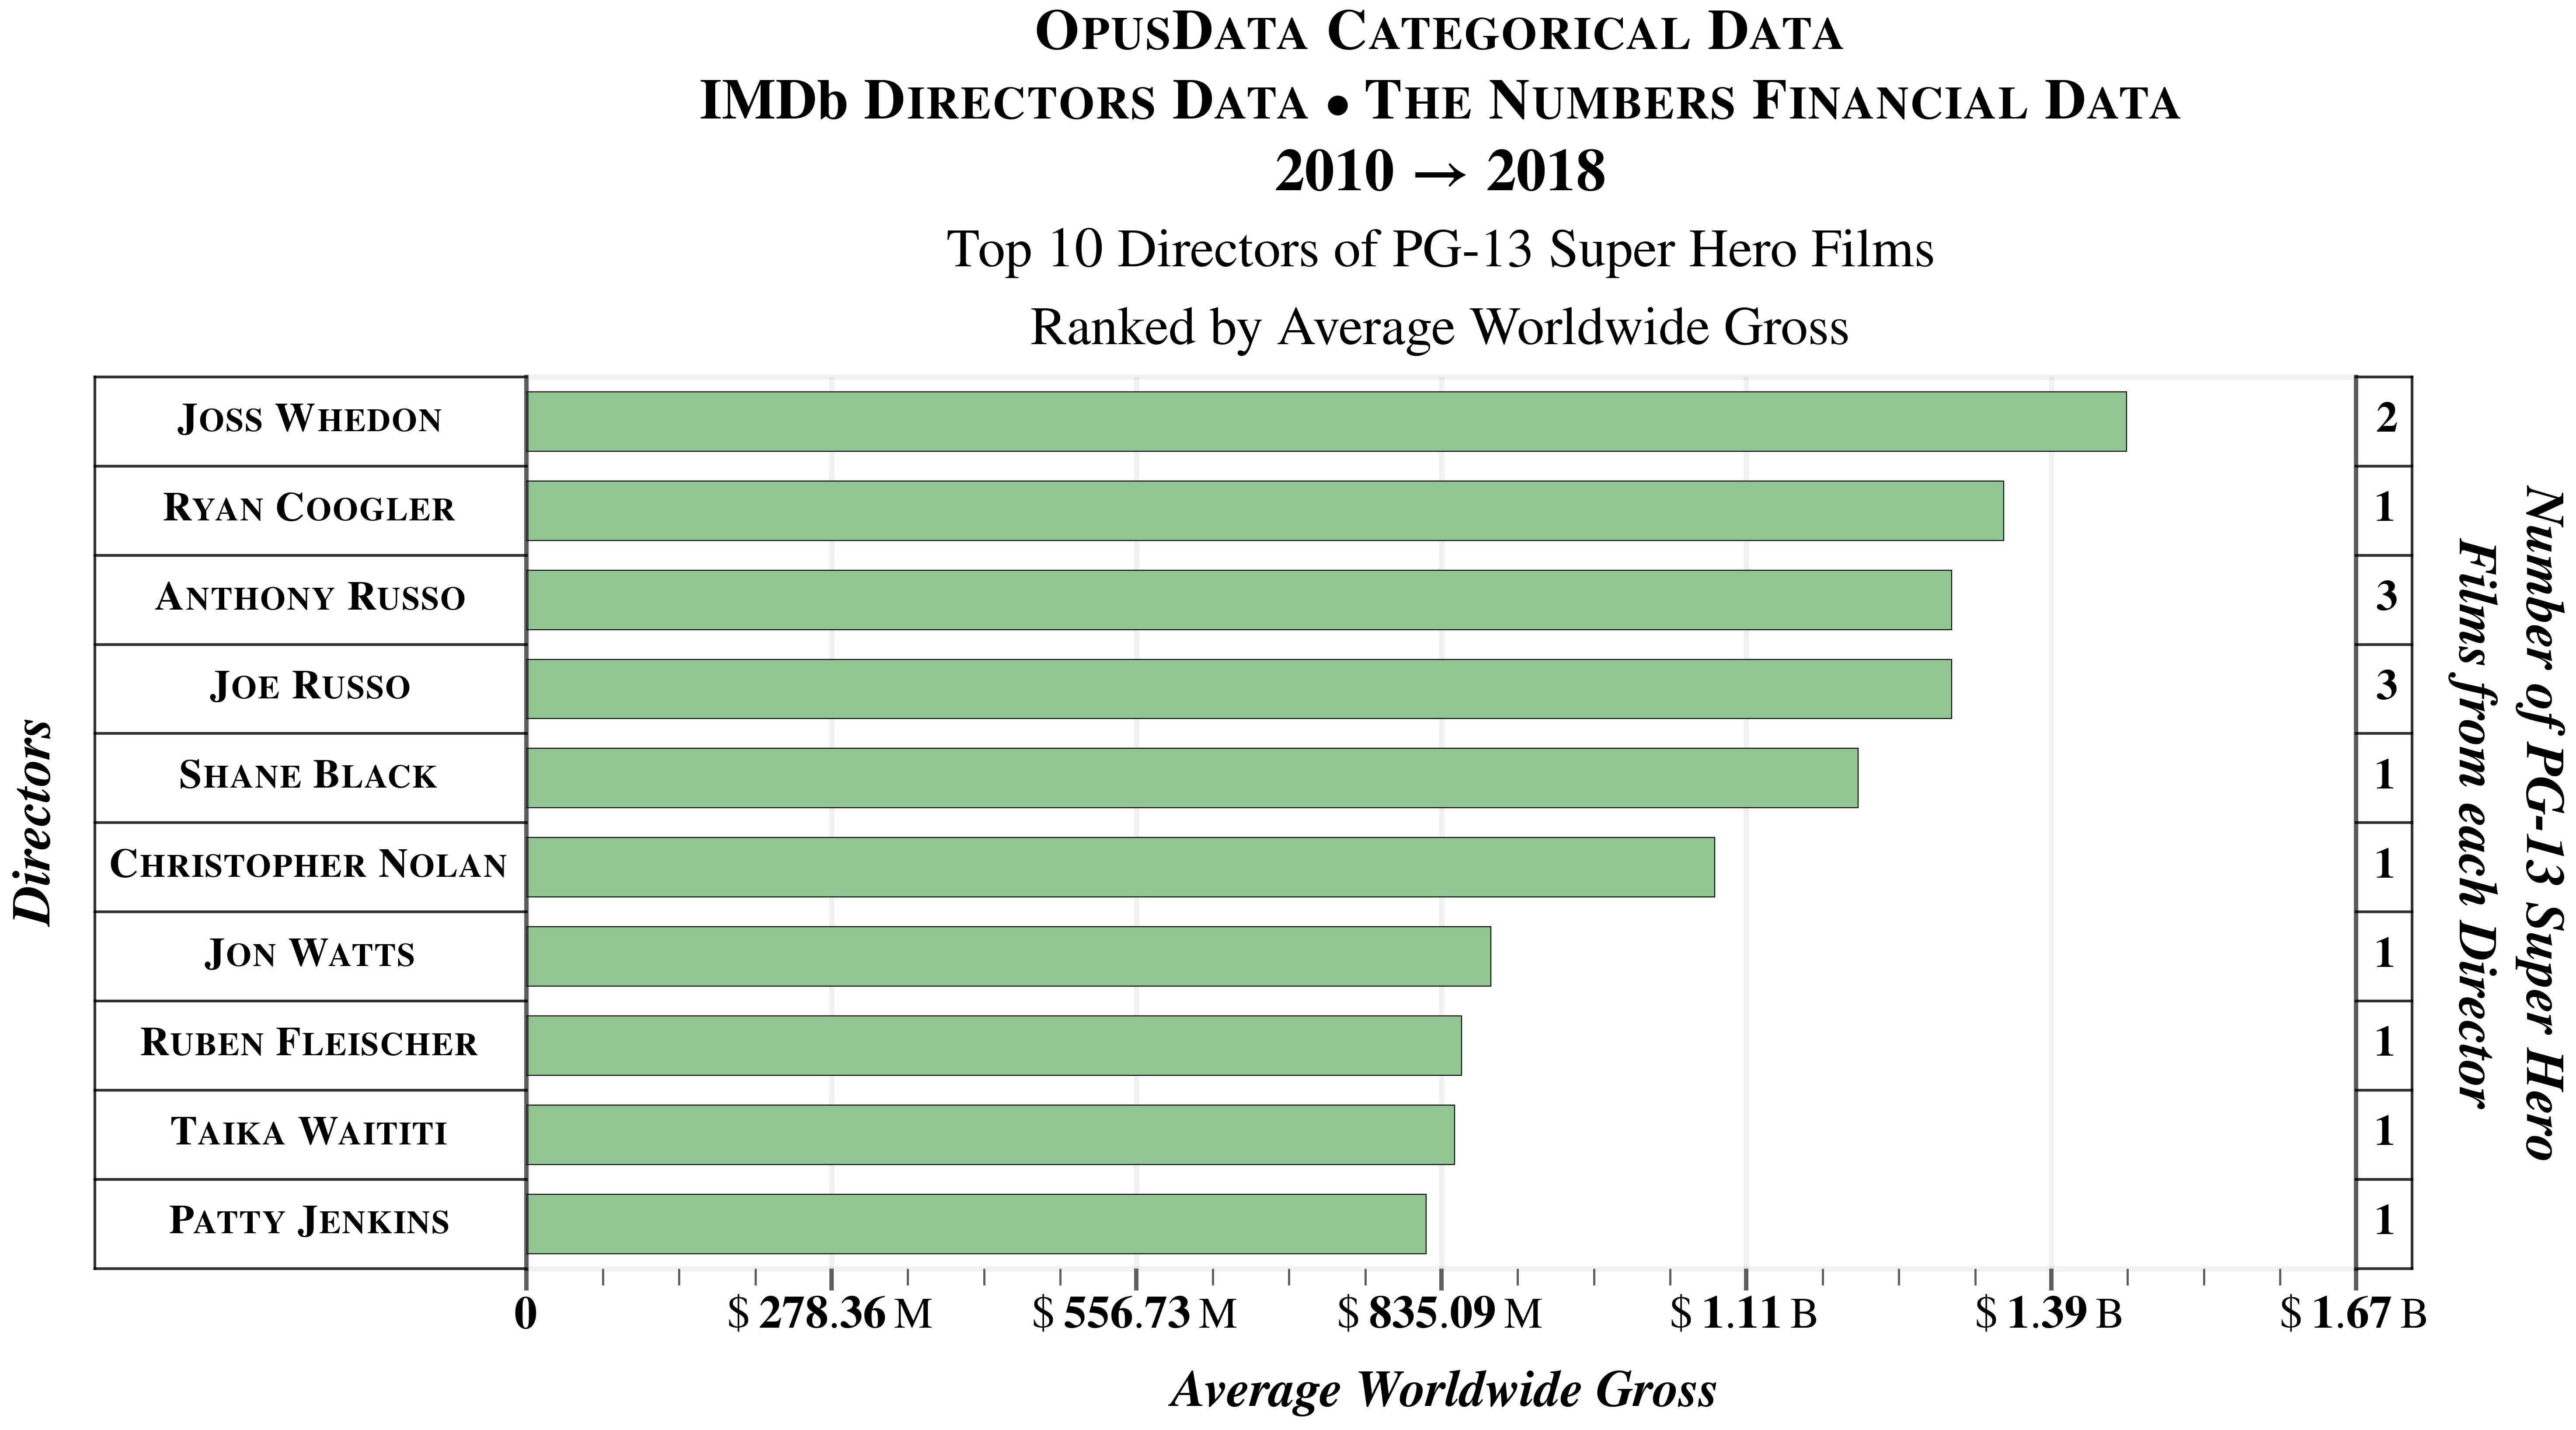 OpusData Categorical Data
IMDb Directors Data • The Numbers Financial Data
2010 → 2018
Top 10 Directors of PG-13 Super Hero Films
Ranked by Average Worldwide Gross
Directors
Joss Whedon 2
Ryan Coogler 1
Anthony Russo 3
Joe Russo 3
Shane Black 1
Christopher Nolan 1
Jon Watts 1
Ruben Fleischer 1
Taika Waititi 1
Patty Jenkins 1
Number of PG-13 Super Hero
Films from each Director
0 $ 278.36 M $ 556.73 M $ 835.09 M $ 1.11 B $ 1.39 B $ 1.67 B
Average Worldwide Gross